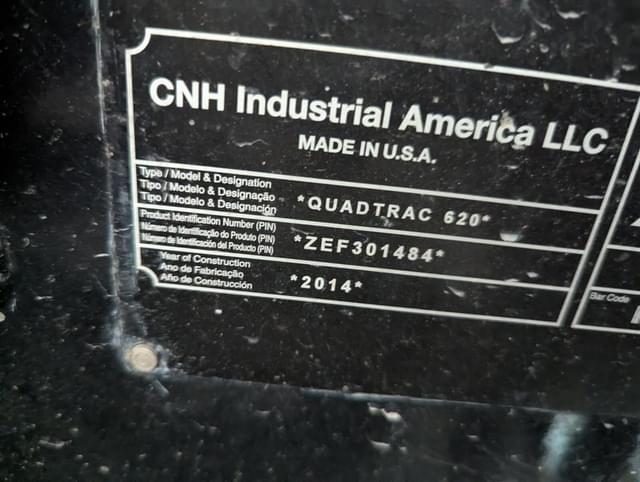 CNH Industrial America LLC
MADE IN U.S.A.
Type / Model & Designation
Tipo / Modelo & Designação
Tipo / Modelo & Designación
*QUADTRAC 620*
Product Identification Number (PIN)
Número de Identificação do Produto (PIN)
Número de Identificación del Producto (PIN)
*ZEF301484*
Year of Construction
Ano de Fabricação
Año de Construcción
*2014*
Bar Code